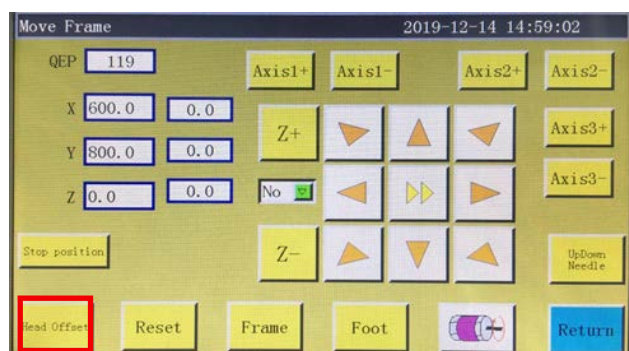 Move Frame 2019-12-14 14:59:02
QEP 119 Axis1+ Axis1- Axis2+ Axis2-
X 600.0 0.0
Z+ Axis3+
Y 800.0 0.0
Z 0.0 0.0 No Axis3-
Stop position Z- UpDown
Needle
Head Offset Reset Frame Foot Return